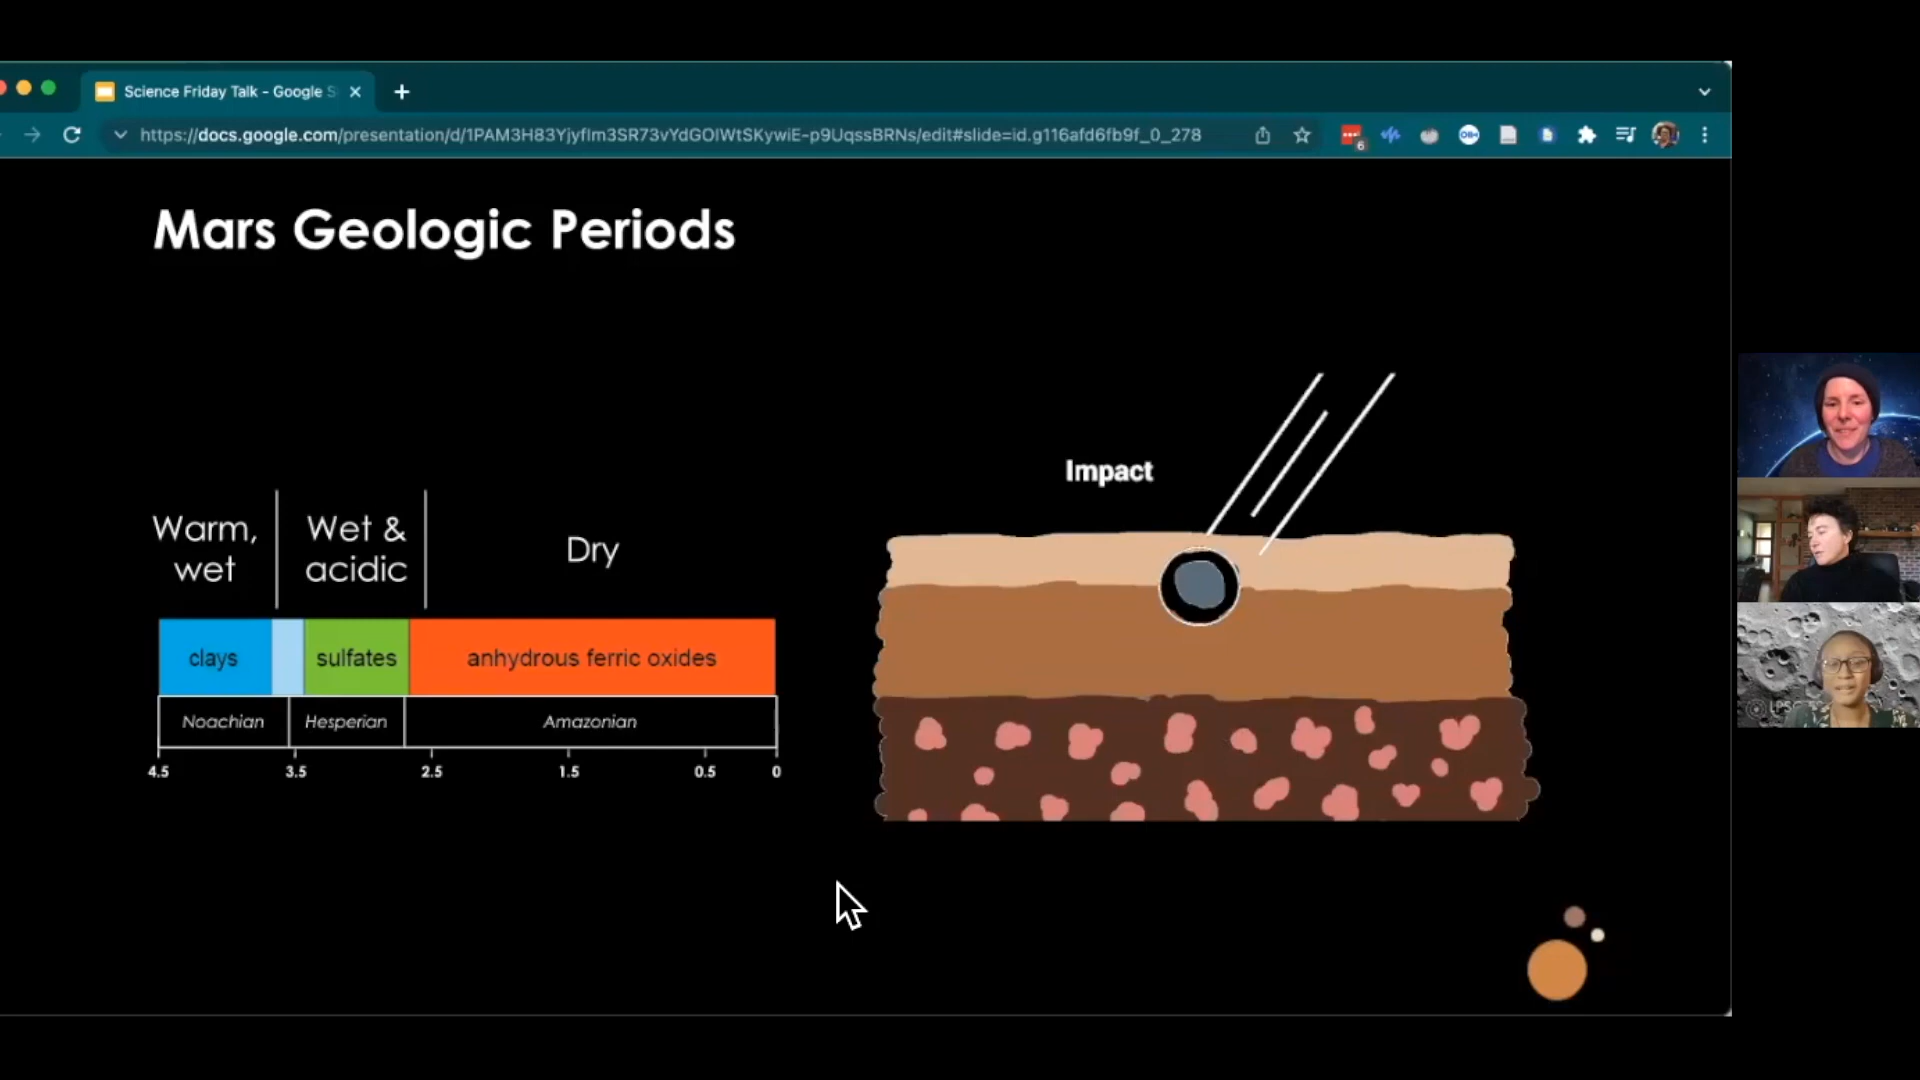 Science Friday Talk - Google S
https://docs.google.com/presentation/d/1PAM3H83YjyfIm3SR73vYdGOIWtSKywiE-p9UqssBRNs/edit#slide=id.g116afd6fb9f_0_278
6
Mars Geologic Periods
Impact
Warm,
wet
Wet &
acidic
Dry
clays
sulfates
anhydrous ferric oxides
Noachian
Hesperian
Amazonian
4.5
3.5
2.5
1.5
0.5
0